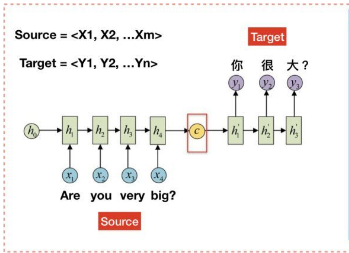 Target
Source = <X1, X2, ...Xm>
Target = <Y1, Y2, ...Yn>
你 很 大？
y1 y2 y3
h0 h1 h2 h3 h4 c h'1 h'2 h'3
x1 x2 x3 x4
Are you very big?
Source